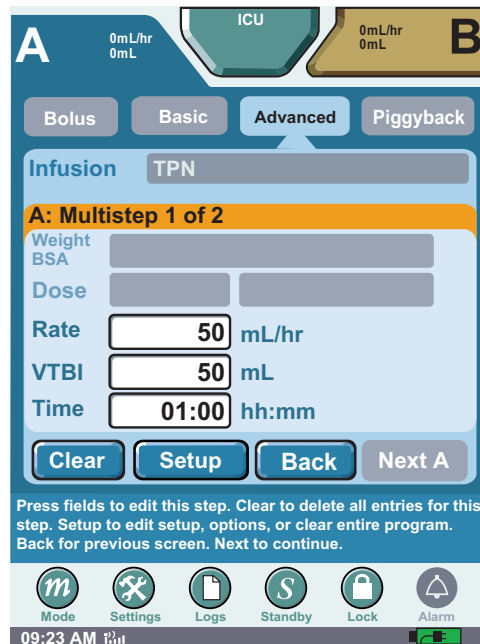 A
0mL/hr
0mL
ICU
0mL/hr
0mL
B
Bolus
Basic
Advanced
Piggyback
Infusion
TPN
A: Multistep 1 of 2
Weight
BSA
Dose
Rate
50
mL/hr
VTBI
50
mL
Time
01:00
hh:mm
Clear
Setup
Back
Next A
Press fields to edit this step. Clear to delete all entries for this
step. Setup to edit setup, options, or clear entire program.
Back for previous screen. Next to continue.
m
S
Mode
Settings
Logs
Standby
Lock
Alarm
09:23 AM